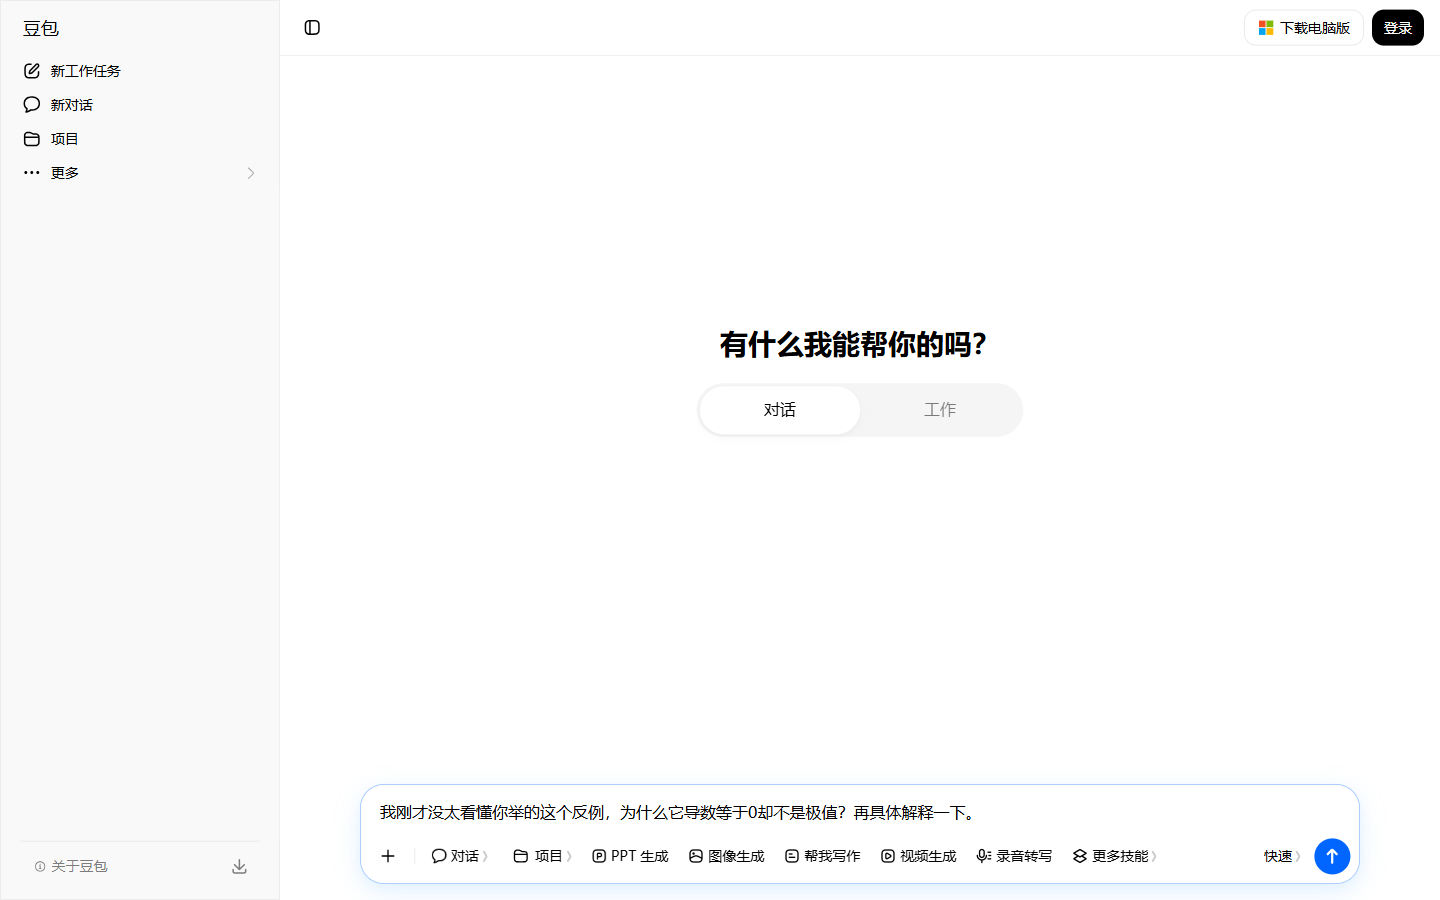 豆包
新工作任务
新对话
项目
更多
关于豆包
下载电脑版
登录
有什么我能帮你的吗？
对话
工作
我刚才没太看懂你举的这个反例，为什么它导数等于0却不是极值？再具体解释一下。
对话
项目
PPT 生成
图像生成
帮我写作
视频生成
录音转写
更多技能
快速